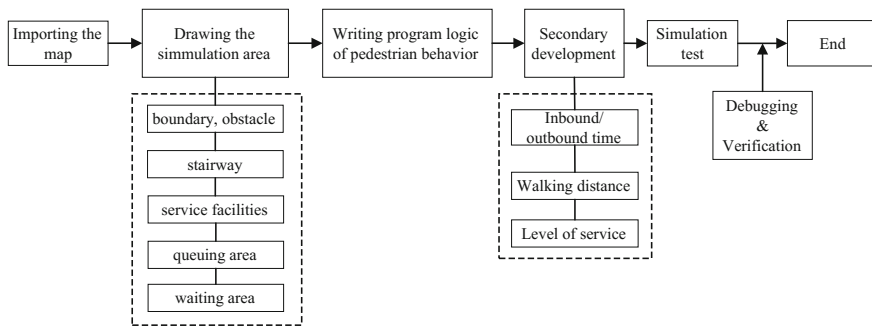 Importing the
map
Drawing the
simmulation area
Writing program logic
of pedestrian behavior
Secondary
development
Simulation
test
End
boundary, obstacle
stairway
service facilities
queuing area
waiting area
Inbound/
outbound time
Walking distance
Level of service
Debugging
&
Verification